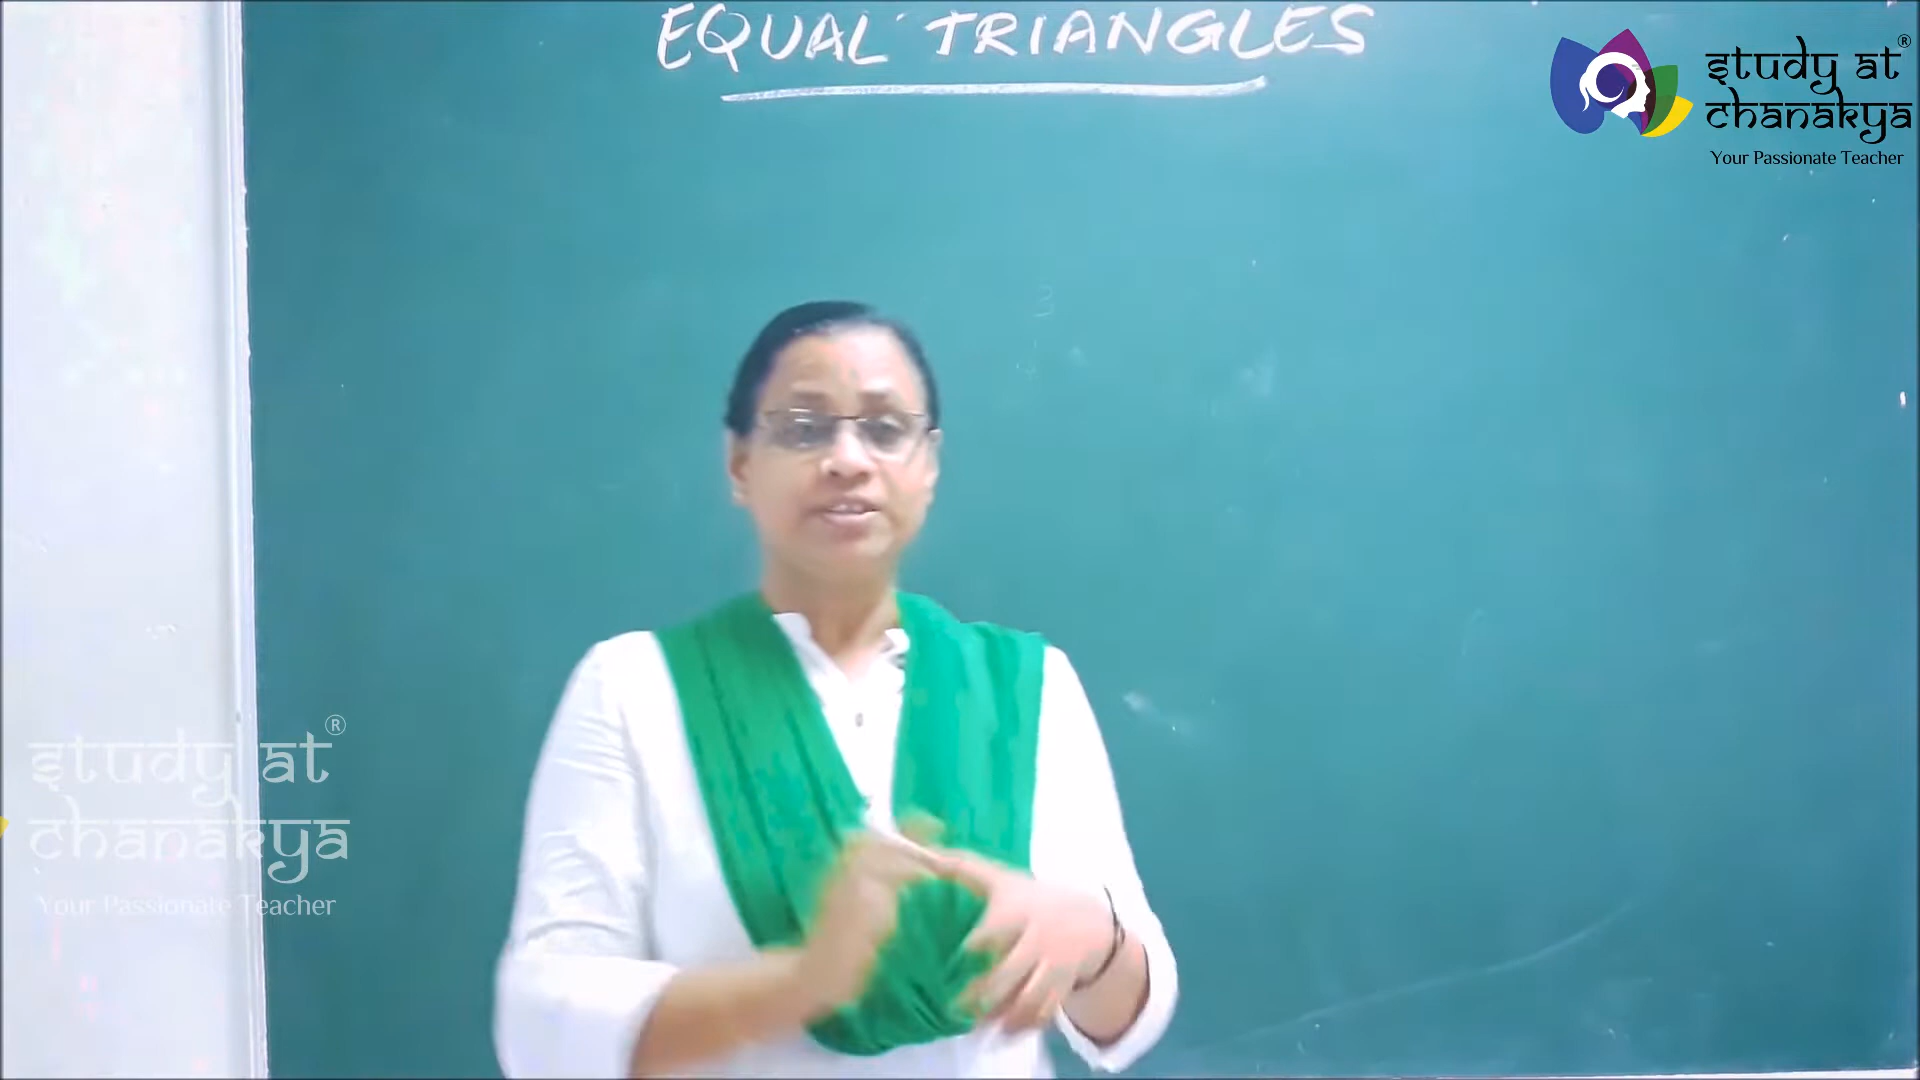 EQUAL TRIANGLES
study at ®
chanakya
Your Passionate Teacher
study at ®
chanakya
Your Passionate Teacher